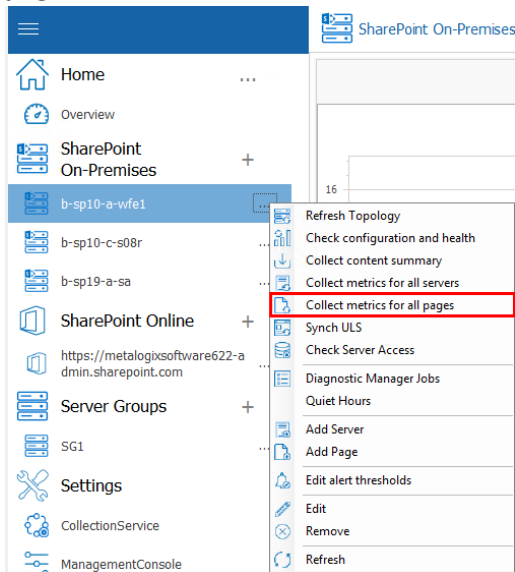 SharePoint On-Premises
Home
...
Overview
SharePoint
On-Premises
+
b-sp10-a-wfe1
...
b-sp10-c-s08r
...
b-sp19-a-sa
...
SharePoint Online
+
https://metalogixsoftware622-a
dmin.sharepoint.com
...
Server Groups
+
SG1
...
Settings
CollectionService
ManagementConsole
16
Refresh Topology
Check configuration and health
Collect content summary
Collect metrics for all servers
Collect metrics for all pages
Synch ULS
Check Server Access
Diagnostic Manager Jobs
Quiet Hours
Add Server
Add Page
Edit alert thresholds
Edit
Remove
Refresh